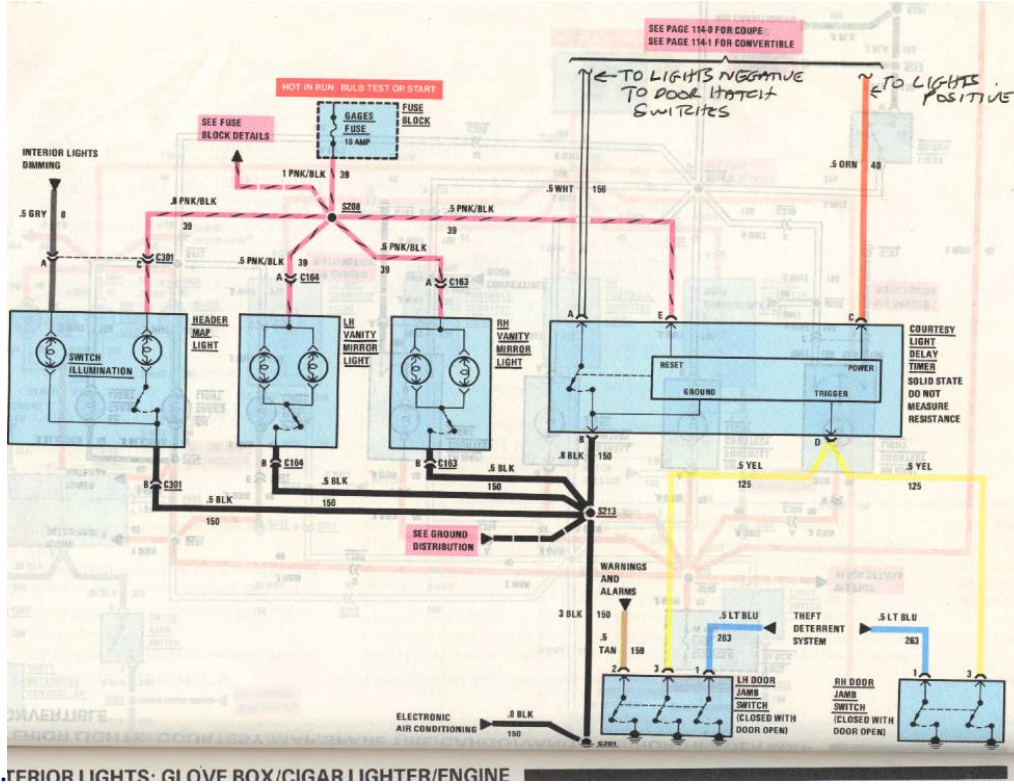 SEE PAGE 114-0 FOR COUPE
SEE PAGE 114-1 FOR CONVERTIBLE
← TO LIGHTS NEGATIVE
TO DOOR HATCH
SWITCHES
← TO LIGHTS
POSITIVE
HOT IN RUN BULB TEST OR START
GAGES
FUSE
10 AMP
FUSE
BLOCK
SEE FUSE
BLOCK DETAILS
INTERIOR LIGHTS
DIMMING
1 PNK/BLK 39
.5 WHT 156
.5 ORN 40
.5 GRY 8
.8 PNK/BLK
39
S208
.5 PNK/BLK
39
.5 PNK/BLK
39
.5 PNK/BLK
39
A
C C301
A C164
A C163
A E C
HEADER
MAP
LIGHT
SWITCH
ILLUMINATION
LH
VANITY
MIRROR
LIGHT
RH
VANITY
MIRROR
LIGHT
RESET
POWER
GROUND
TRIGGER
COURTESY
LIGHT
DELAY
TIMER
SOLID STATE
DO NOT
MEASURE
RESISTANCE
B
D
.8 BLK 150
B C301
B C164
B C163
.5 BLK
150
.5 BLK
150
.5 BLK
150
.5 YEL
125
.5 YEL
125
S213
SEE GROUND
DISTRIBUTION
WARNINGS
AND
ALARMS
3 BLK 150
.5
TAN 159
.5 LT BLU
263
THEFT
DETERRENT
SYSTEM
.5 LT BLU
263
2 3 1
LH DOOR
JAMB
SWITCH
(CLOSED WITH
DOOR OPEN)
RH DOOR
JAMB
SWITCH
(CLOSED WITH
DOOR OPEN)
1 3
ELECTRONIC
AIR CONDITIONING
.8 BLK
150
CONVERTIBLE
TERIOR LIGHTS: GLOVE BOX/CIGAR LIGHTER/ENGINE